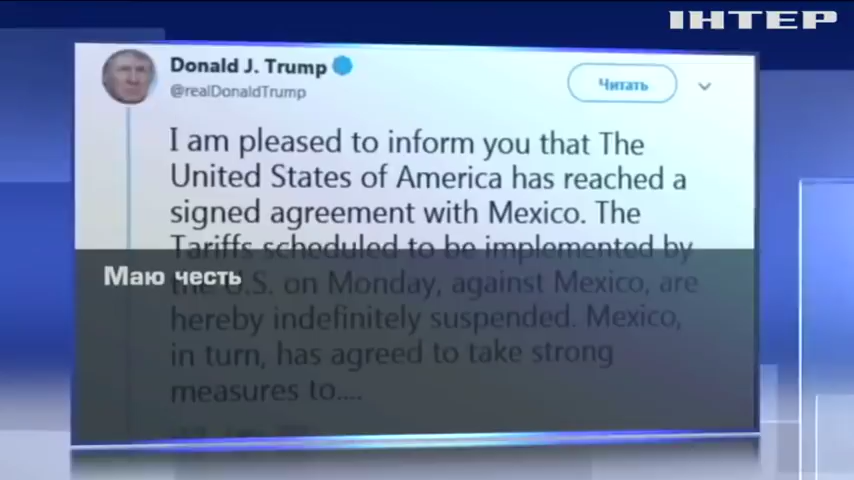 ІНТЕР
Donald J. Trump
@realDonaldTrump
Читать
I am pleased to inform you that The
United States of America has reached a
signed agreement with Mexico. The
Tariffs scheduled to be implemented by
the U.S. on Monday, against Mexico, are
Маю честь
hereby indefinitely suspended. Mexico,
in turn, has agreed to take strong
measures to....